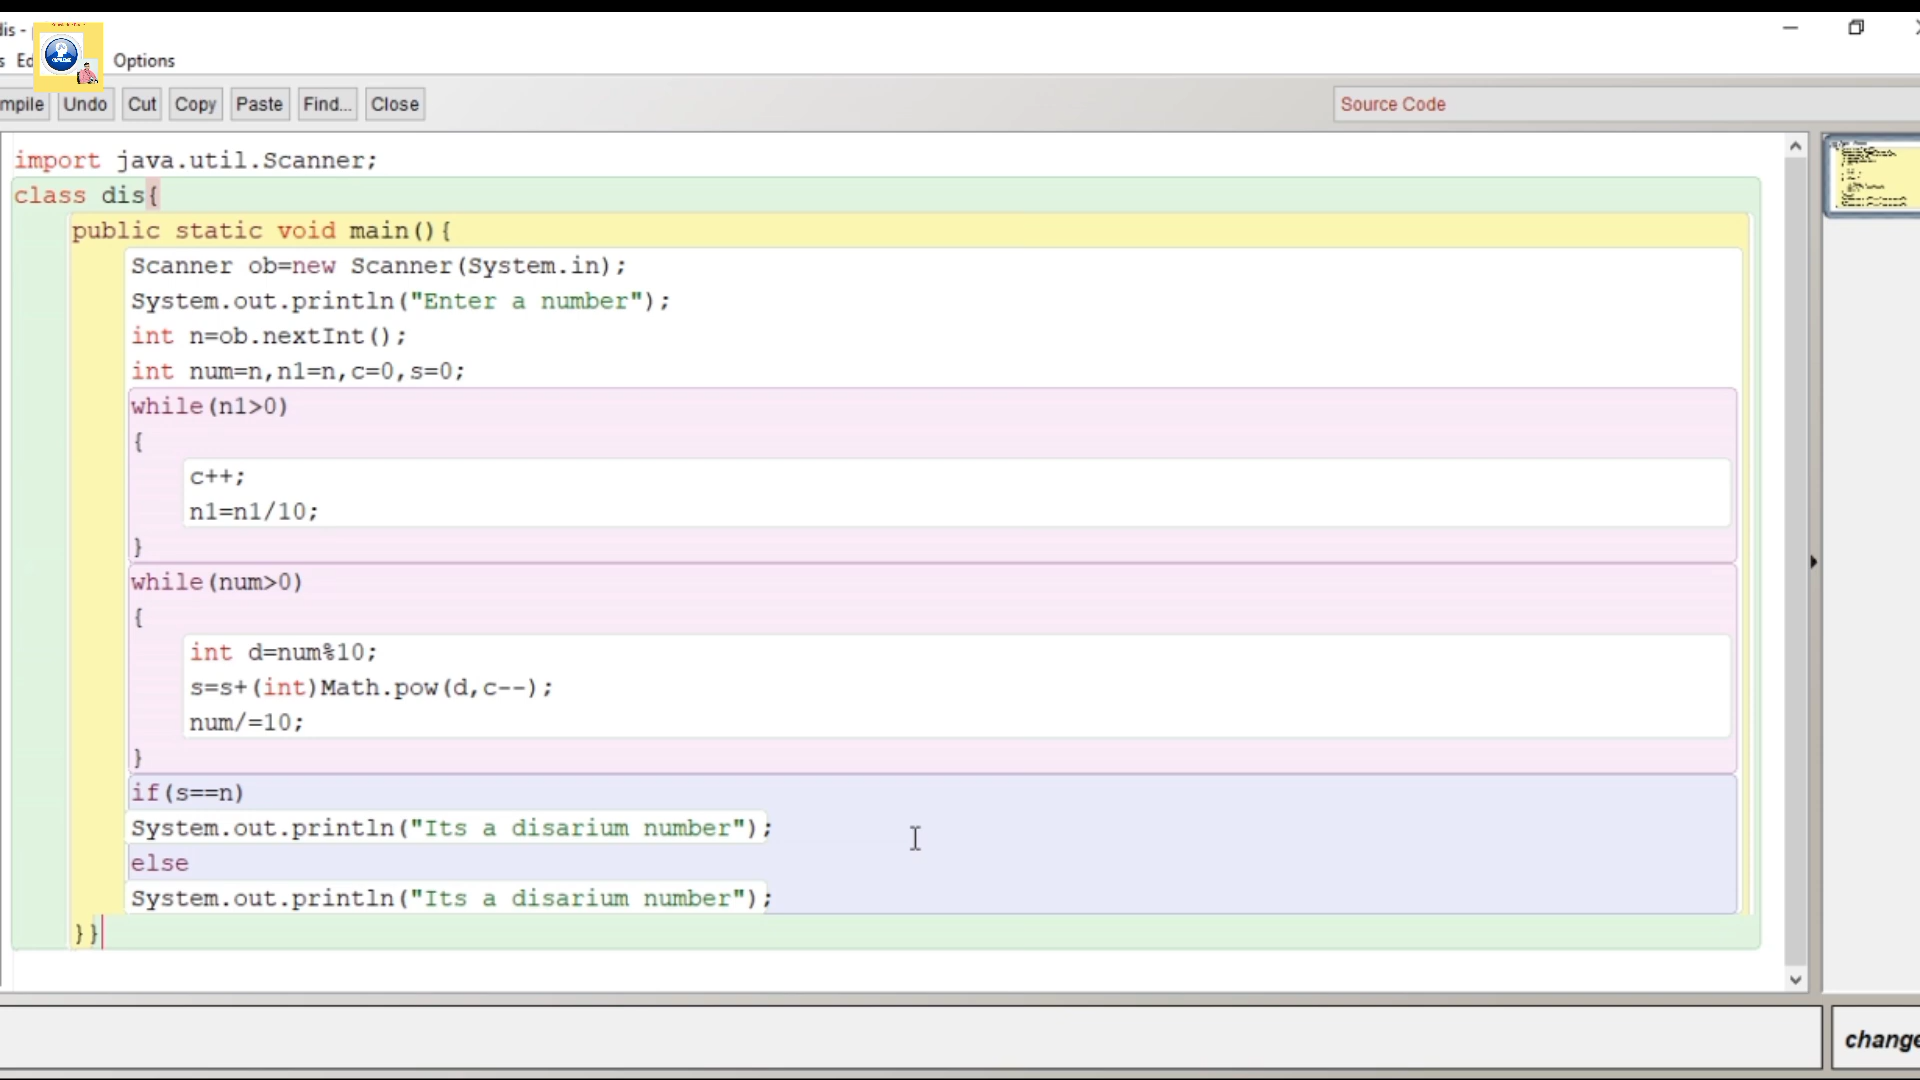 dis -
Options
mpile Undo Cut Copy Paste Find... Close
Source Code
import java.util.Scanner;
class dis{
public static void main(){
Scanner ob=new Scanner(System.in);
System.out.println("Enter a number");
int n=ob.nextInt();
int num=n,n1=n,c=0,s=0;
while(n1>0)
{
c++;
n1=n1/10;
}
while(num>0)
{
int d=num%10;
s=s+(int)Math.pow(d,c--);
num/=10;
}
if(s==n)
System.out.println("Its a disarium number");
else
System.out.println("Its a disarium number");
}}
change